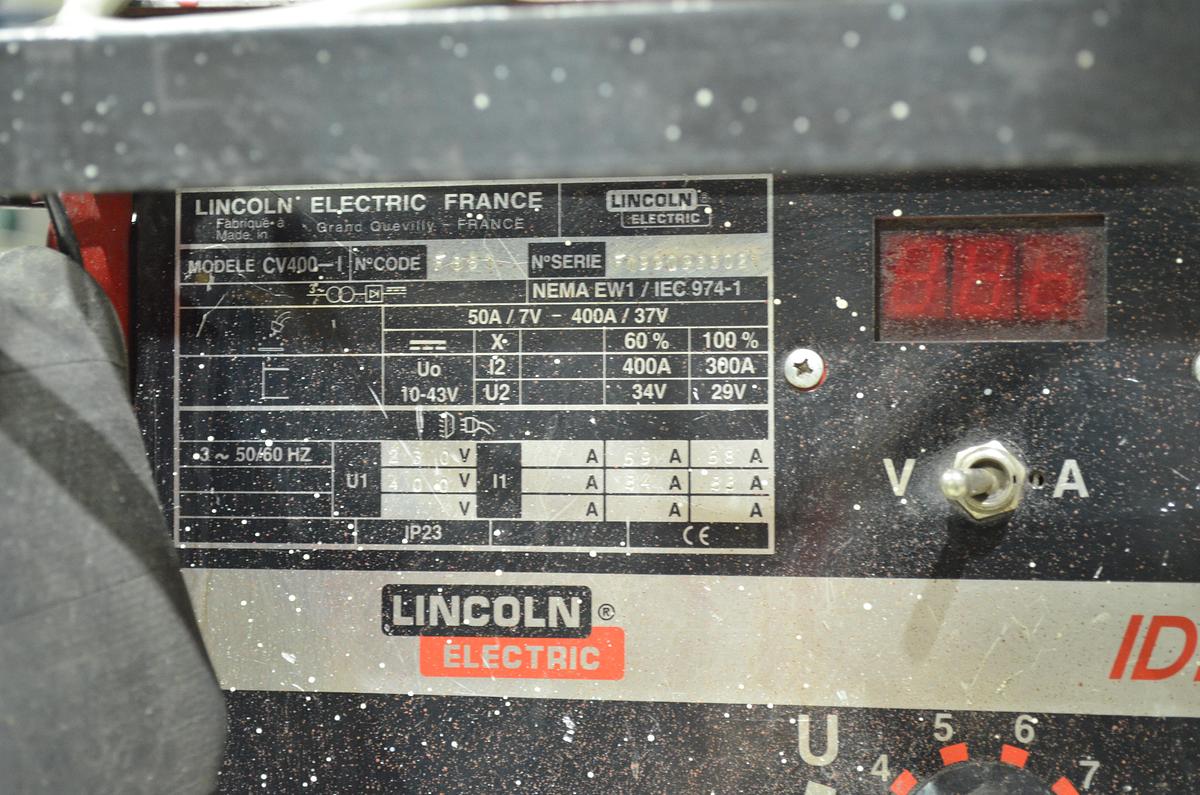 LINCOLN ELECTRIC FRANCE
Fabriqué à
Made in
Grand Quevilly – FRANCE
LINCOLN
ELECTRIC
MODELE CV400-I N°CODE N°SERIE
NEMA EW1 / IEC 974-1
50A / 7V - 400A / 37V
X 60 % 100 %
Uo I2 400A 300A
10-43V U2 34V 29V
3 ~ 50/60 HZ U1 230 V I1 A A A
400 V A A A
V A A A
IP23 CE
V A
LINCOLN ®
ELECTRIC
U
4 5 6 7